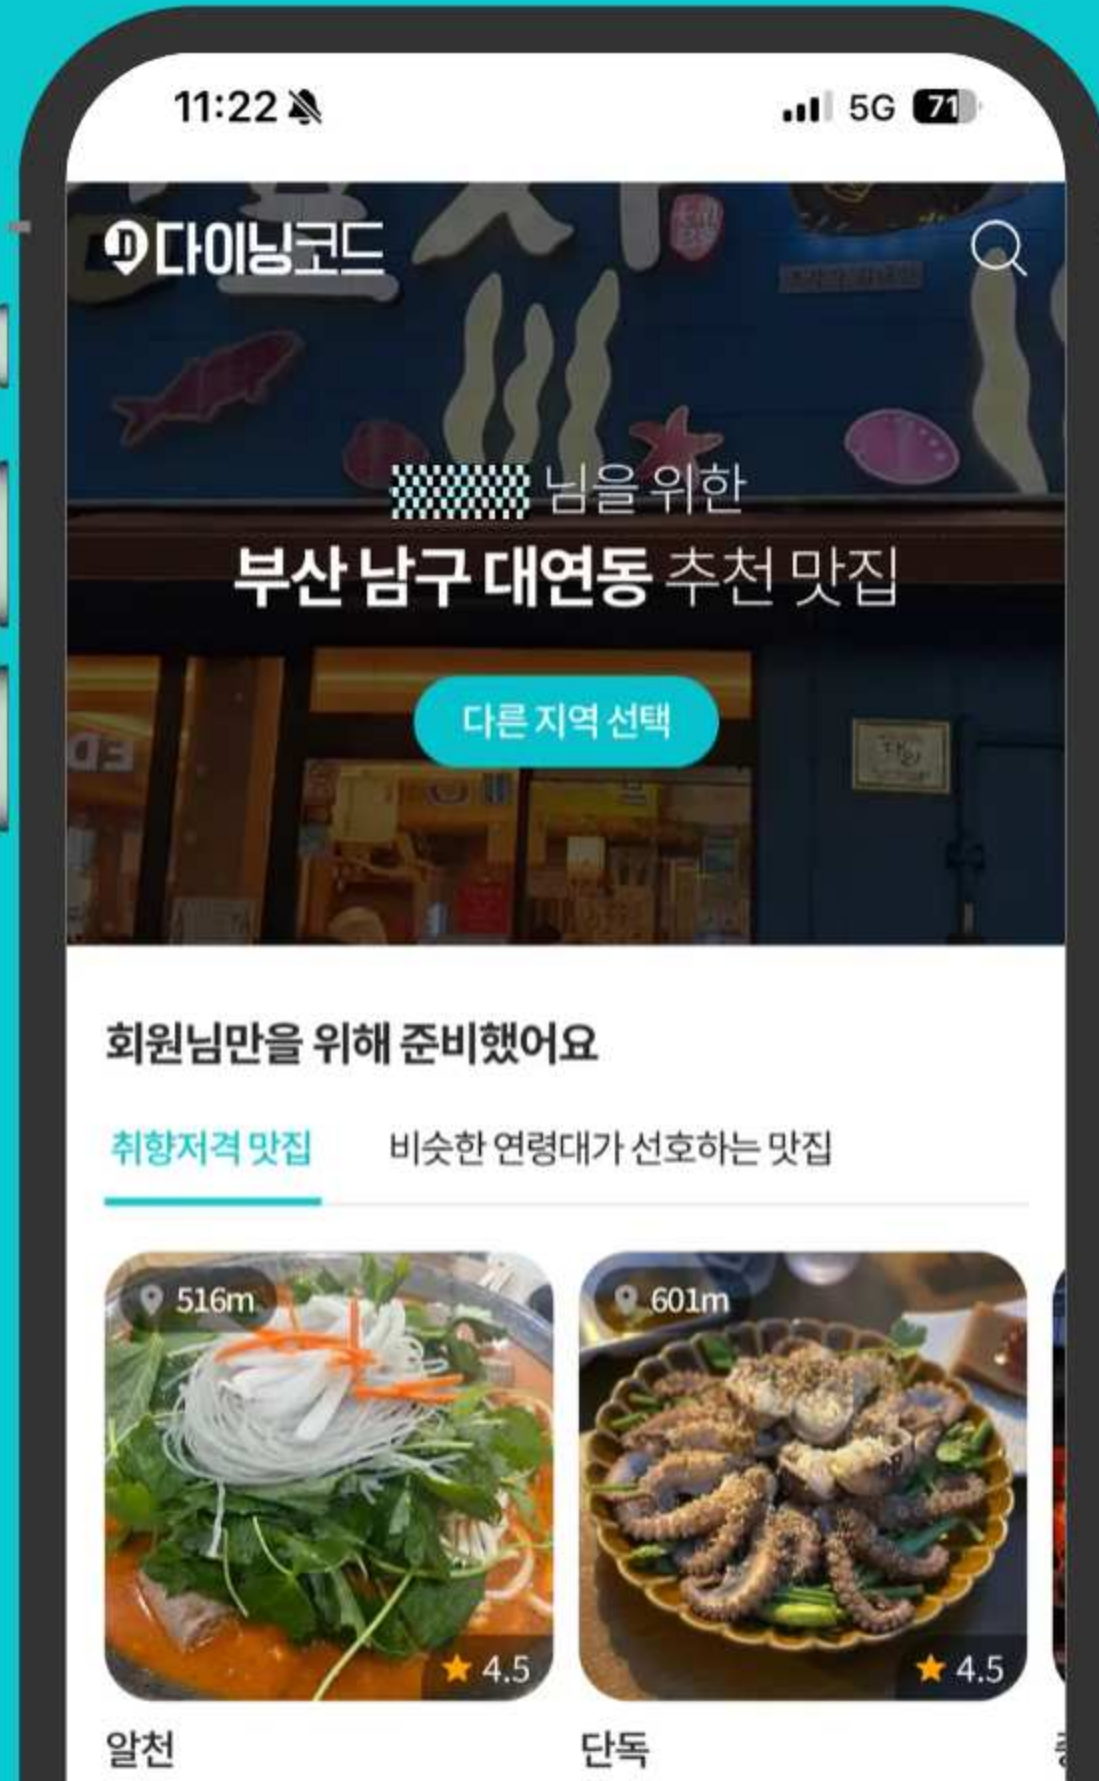 11:22
5G 71
다이닝코드
님을 위한
부산 남구 대연동 추천 맛집
다른 지역 선택
회원님만을 위해 준비했어요
취향저격 맛집
비슷한 연령대가 선호하는 맛집
516m
601m
4.5
4.5
알천
단독